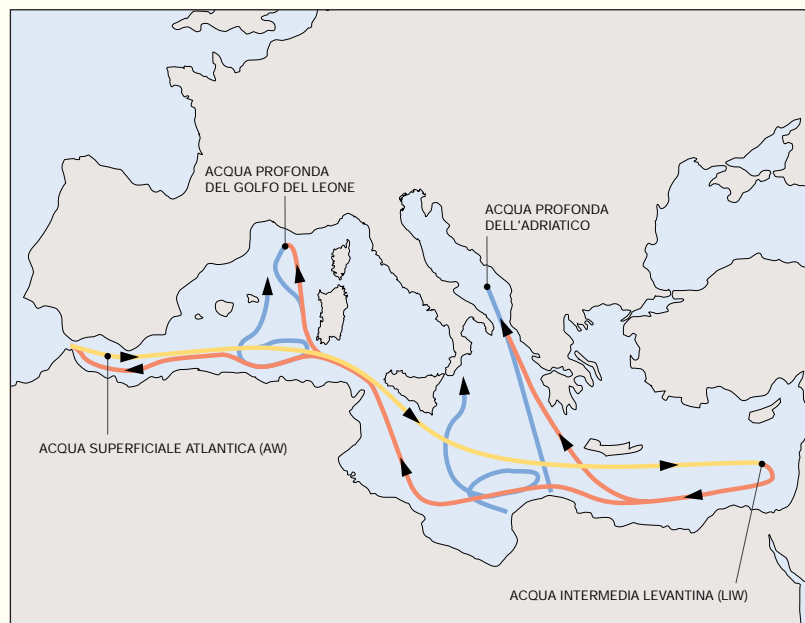 ACQUA PROFONDA
DEL GOLFO DEL LEONE
ACQUA PROFONDA
DELL'ADRIATICO
ACQUA SUPERFICIALE ATLANTICA (AW)
ACQUA INTERMEDIA LEVANTINA (LIW)